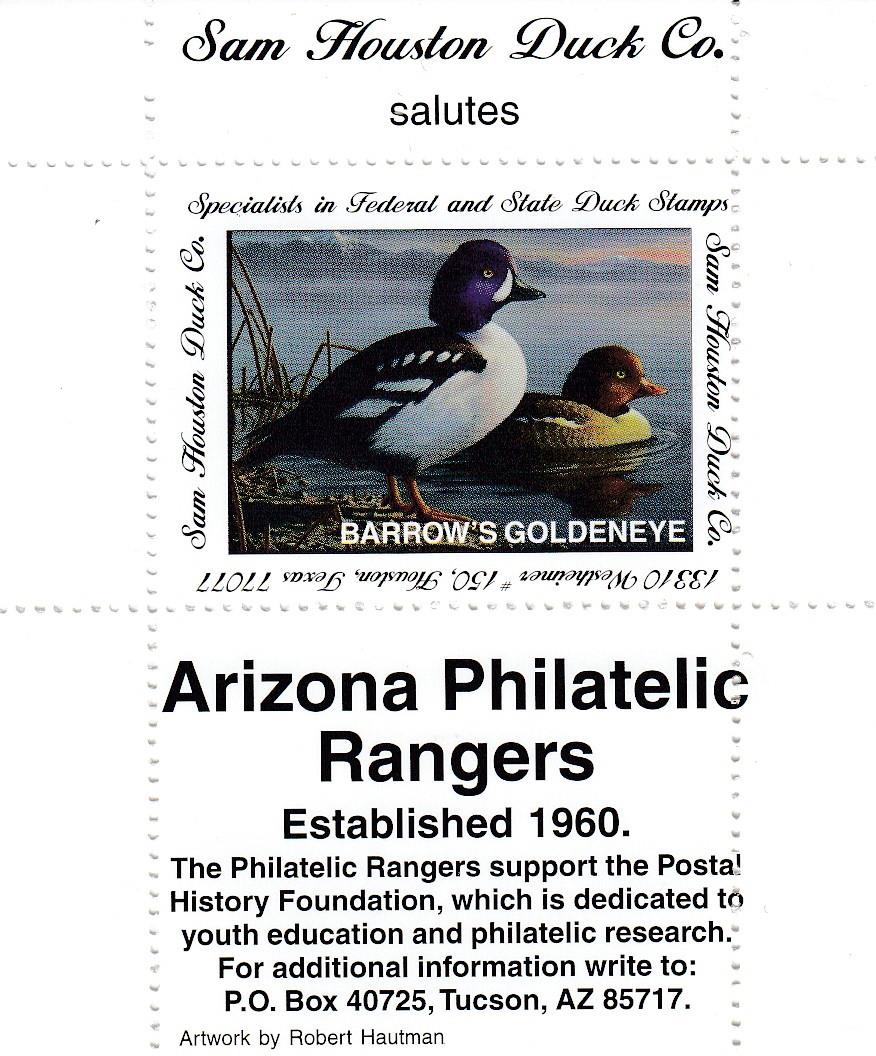 Sam Houston Duck Co.
salutes
Specialists in Federal and State Duck Stamps
Sam Houston Duck Co.
Sam Houston Duck Co.
BARROW'S GOLDENEYE
13310 Westheimer #150, Houston, Texas 77077
Arizona Philatelic
Rangers
Established 1960.
The Philatelic Rangers support the Postal
History Foundation, which is dedicated to
youth education and philatelic research.
For additional information write to:
P.O. Box 40725, Tucson, AZ 85717.
Artwork by Robert Hautman